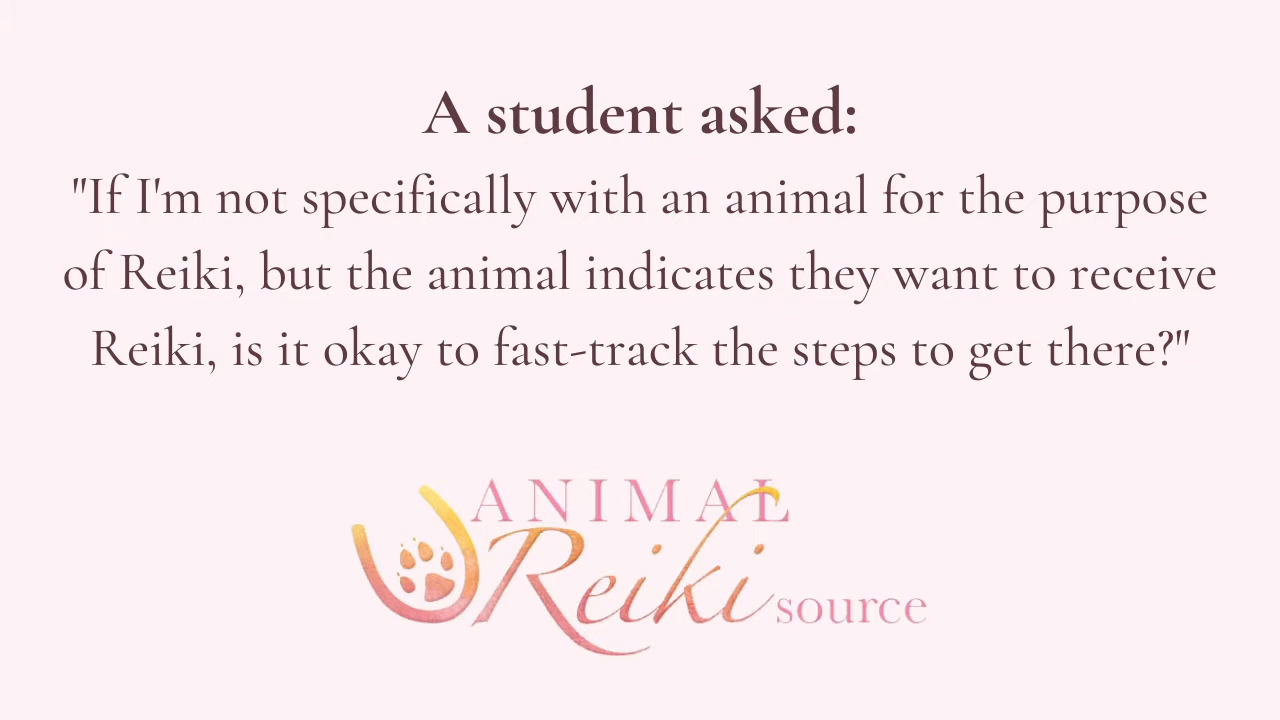 A student asked:
"If I'm not specifically with an animal for the purpose
of Reiki, but the animal indicates they want to receive
Reiki, is it okay to fast-track the steps to get there?"
ANIMAL
Reiki source